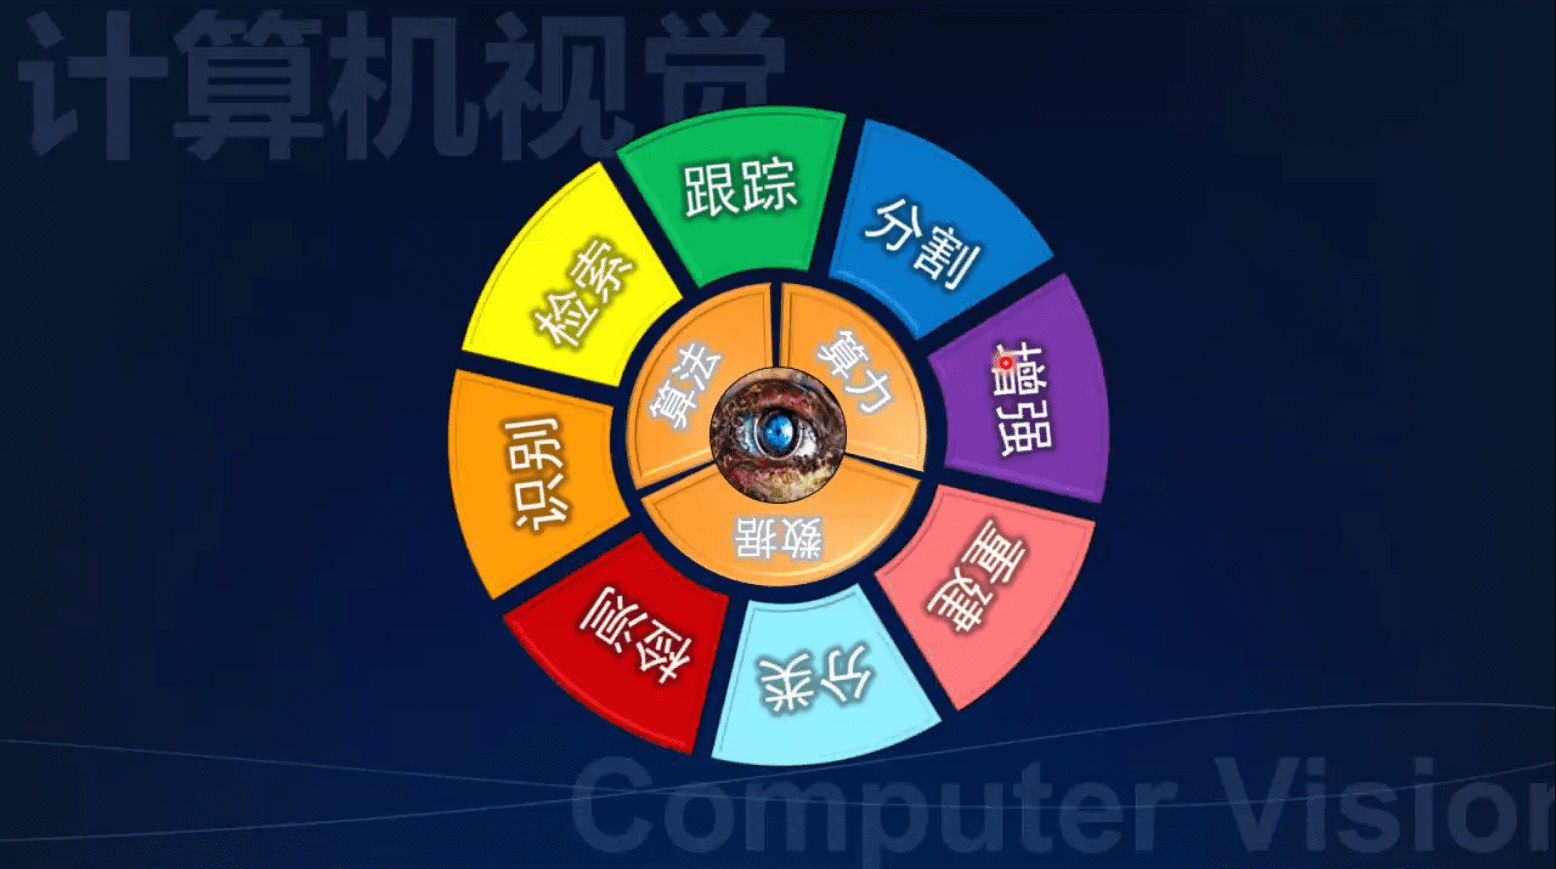 计算机视觉
跟踪
分割
增强
重建
分类
检测
识别
检索
算法
算力
数据
Computer Vision